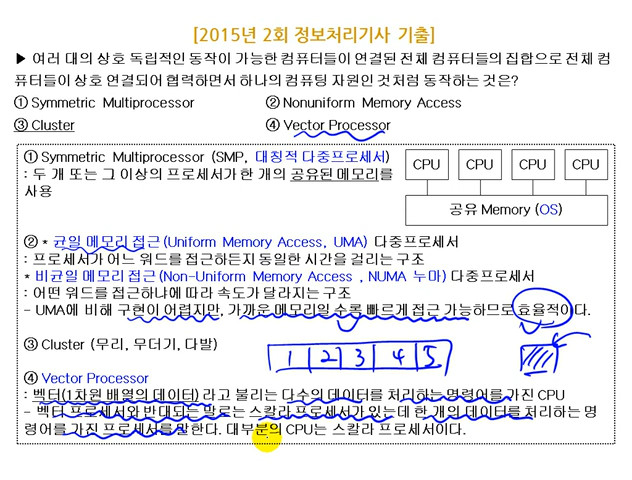 [2015년 2회 정보처리기사 기출]
▶ 여러 대의 상호 독립적인 동작이 가능한 컴퓨터들이 연결된 전체 컴퓨터들의 집합으로 전체 컴
퓨터들이 상호 연결되어 협력하면서 하나의 컴퓨팅 자원인 것처럼 동작하는 것은?
① Symmetric Multiprocessor ② Nonuniform Memory Access
③ Cluster ④ Vector Processor
① Symmetric Multiprocessor (SMP, 대칭적 다중프로세서)
: 두 개 또는 그 이상의 프로세서가 한 개의 공유된 메모리를
사용
CPU CPU CPU CPU
공유 Memory (OS)
② * 균일 메모리 접근(Uniform Memory Access, UMA) 다중프로세서
: 프로세서가 어느 워드를 접근하든지 동일한 시간을 걸리는 구조
* 비균일 메모리 접근(Non-Uniform Memory Access , NUMA 누마) 다중프로세서
: 어떤 워드를 접근하냐에 따라 속도가 달라지는 구조
- UMA에 비해 구현이 어렵지만, 가까운 메모리일 수록 빠르게 접근 가능하므로 효율적이다.
③ Cluster (무리, 무더기, 다발)
1 2 3 4 5
④ Vector Processor
: 벡터(1차원 배열의 데이터) 라고 불리는 다수의 데이터를 처리하는 명령어를 가진 CPU
- 벡터 프로세서와 반대되는 말로는 스칼라 프로세서가 있는데 한 개의 데이터를 처리하는 명
령어를 가진 프로세서를 말한다. 대부분의 CPU는 스칼라 프로세서이다.